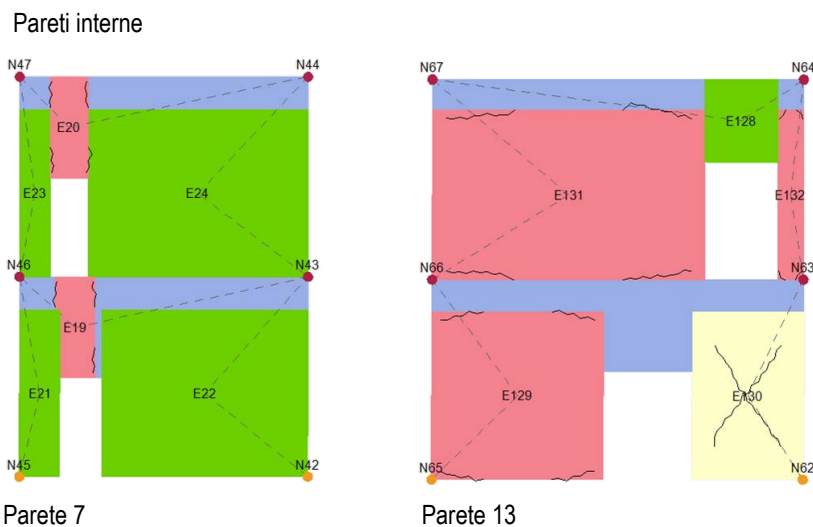 Pareti interne
N47 N44
E20
E23 E24
N46 N43
E19
E21 E22
N45 N42
Parete 7
N67 N64
E128
E131 E132
N66 N63
E129 E130
N65 N62
Parete 13